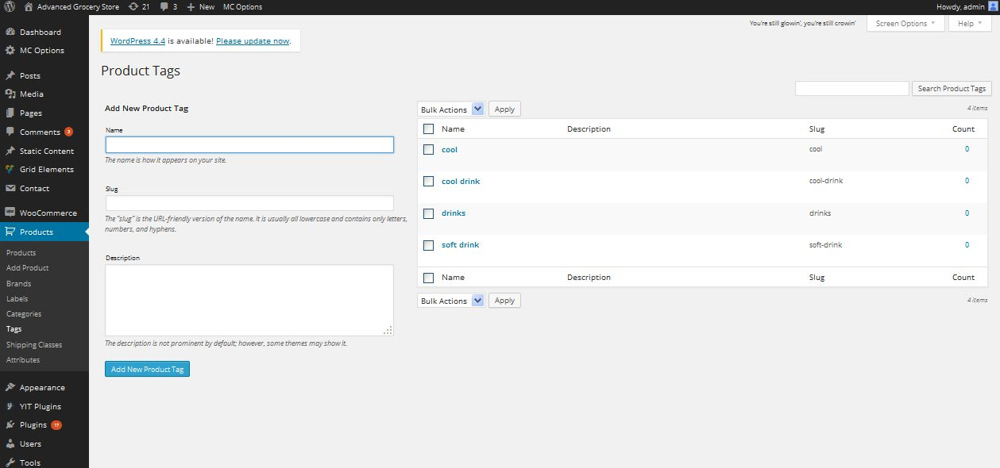 Advanced Grocery Store 21 3 New MC Options Howdy, admin
You're still glowin', you're still crowin' Screen Options Help
Dashboard
MC Options
Posts
Media
Pages
Comments 3
Static Content
Grid Elements
Contact
WooCommerce
Products
Products
Add Product
Brands
Labels
Categories
Tags
Shipping Classes
Attributes
Appearance
YIT Plugins
Plugins 17
Users
Tools
WordPress 4.4 is available! Please update now.
Product Tags
Search Product Tags
Add New Product Tag
Name
The name is how it appears on your site.
Slug
The "slug" is the URL-friendly version of the name. It is usually all lowercase and contains only letters,
numbers, and hyphens.
Description
The description is not prominent by default; however, some themes may show it.
Add New Product Tag
Bulk Actions Apply 4 items
Name Description Slug Count
cool cool 0
cool drink cool-drink 0
drinks drinks 0
soft drink soft-drink 0
Name Description Slug Count
Bulk Actions Apply 4 items